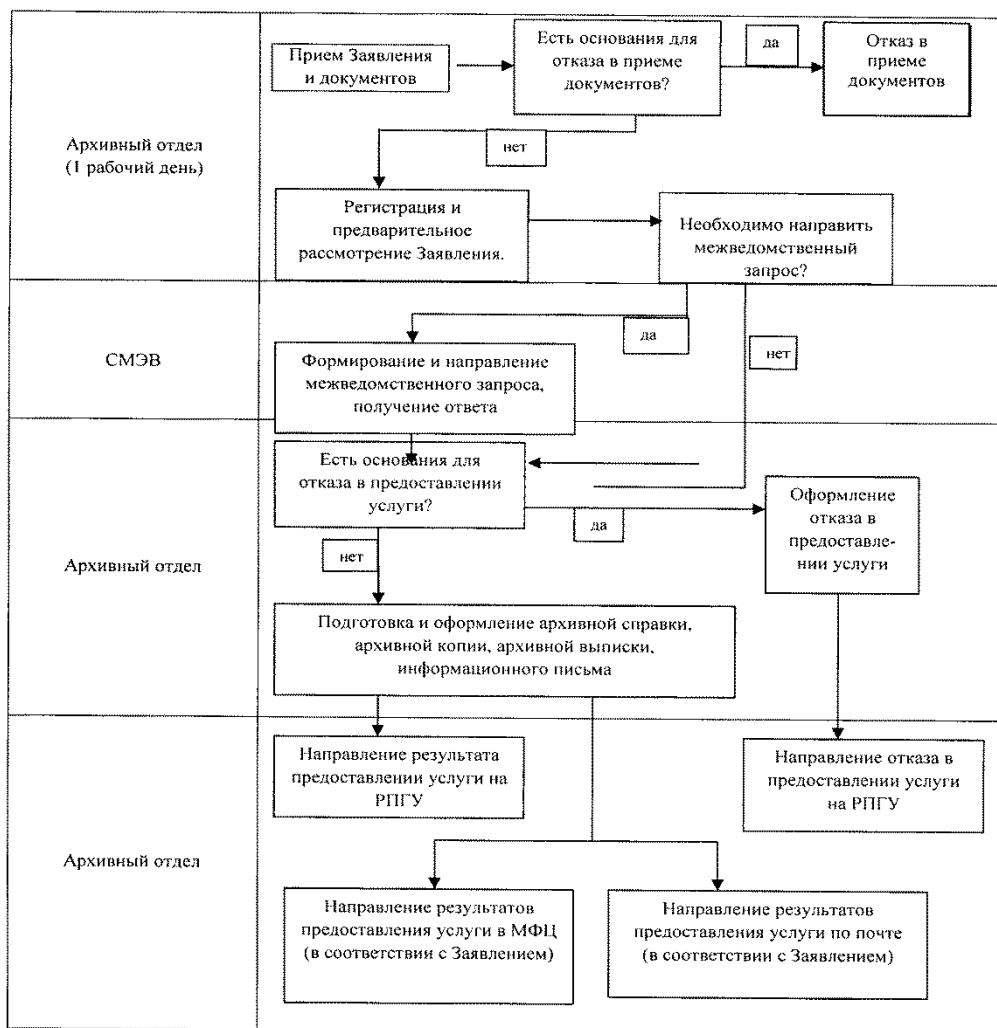 Прием Заявления
и документов
Есть основания для
отказа в приеме
документов?
да
Отказ в
приеме
документов
Архивный отдел
(1 рабочий день)
нет
Регистрация и
предварительное
рассмотрение Заявления.
Необходимо направить
межведомственный
запрос?
СМЭВ
да
нет
Формирование и направление
межведомственного запроса,
получение ответа
Архивный отдел
Есть основания для
отказа в предоставлении
услуги?
да
Оформление
отказа в
предоставле-
нии услуги
нет
Подготовка и оформление архивной справки,
архивной копии, архивной выписки,
информационного письма
Архивный отдел
Направление результата
предоставлении услуги на
РПГУ
Направление отказа в
предоставлении услуги
на РПГУ
Направление результатов
предоставления услуги в МФЦ
(в соответствии с Заявлением)
Направление результатов
предоставления услуги по почте
(в соответствии с Заявлением)